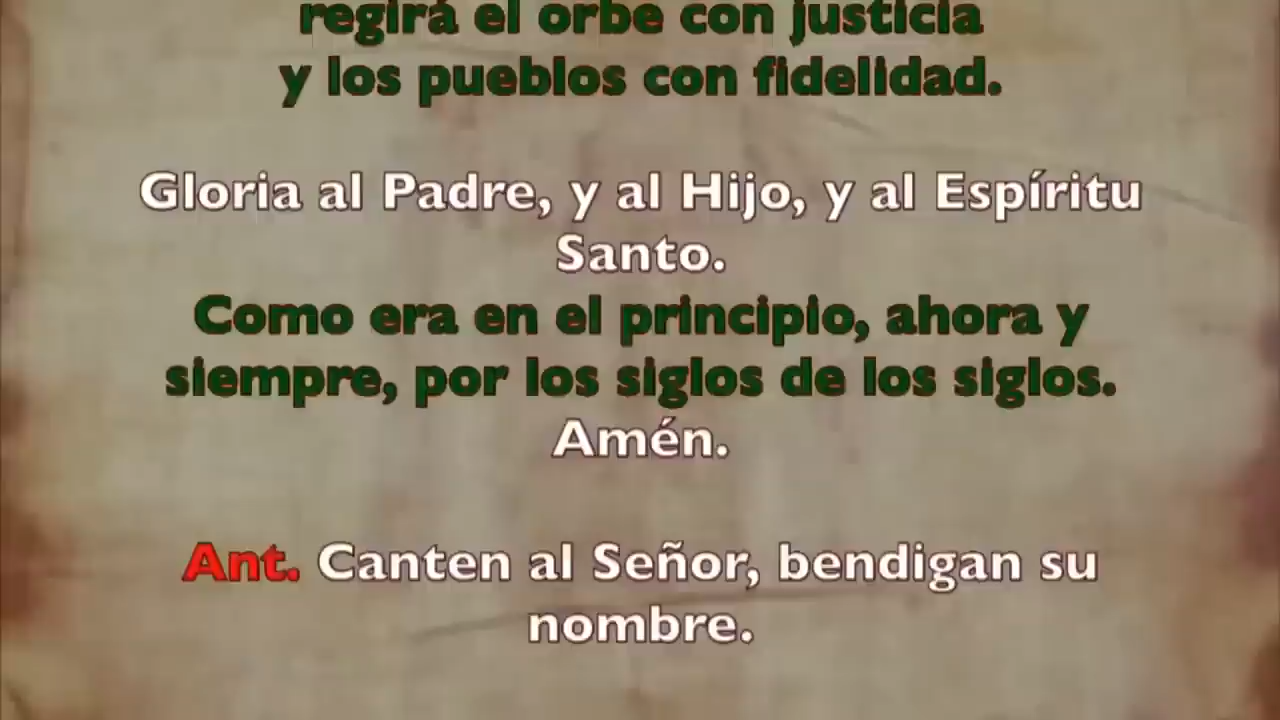 regirá el orbe con justicia
y los pueblos con fidelidad.
Gloria al Padre, y al Hijo, y al Espíritu
Santo.
Como era en el principio, ahora y
siempre, por los siglos de los siglos.
Amén.
Ant. Canten al Señor, bendigan su
nombre.